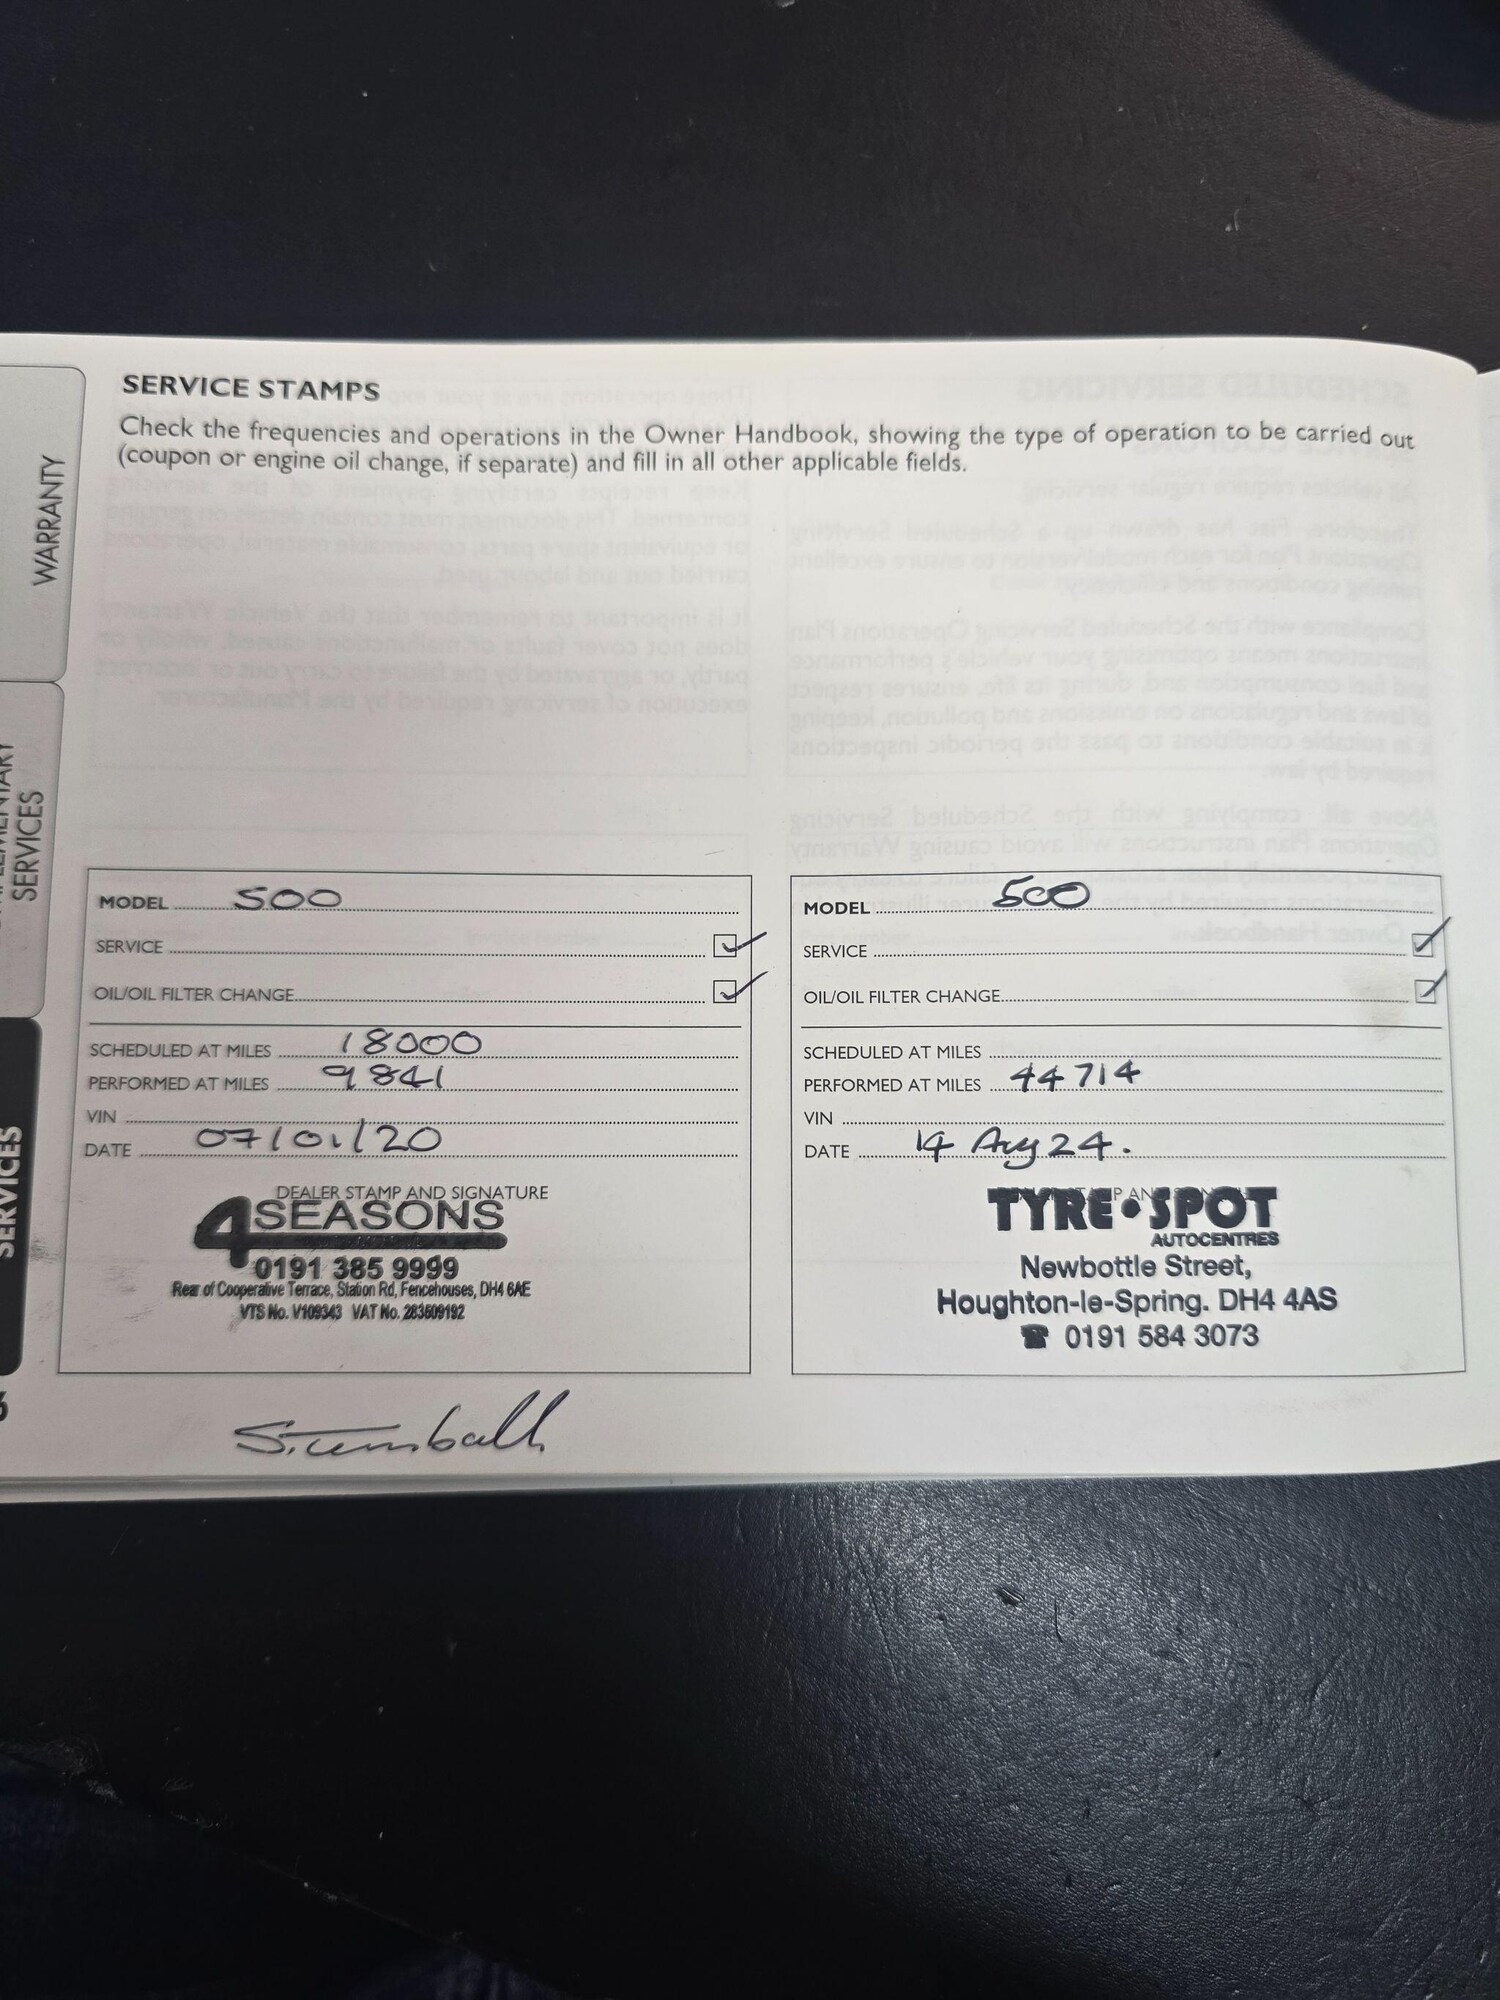 SERVICE STAMPS
Check the frequencies and operations in the Owner Handbook, showing the type of operation to be carried out
(coupon or engine oil change, if separate) and fill in all other applicable fields.
WARRANTY
SERVICES
SERVICES
MODEL 500
SERVICE
OIL/OIL FILTER CHANGE
SCHEDULED AT MILES 18000
PERFORMED AT MILES 9841
VIN
DATE 07/01/20
DEALER STAMP AND SIGNATURE
4 SEASONS
0191 385 9999
Rear of Cooperative Terrace, Station Rd, Fencehouses, DH4 6AE
VTS No. V109343 VAT No. 283609192
MODEL 500
SERVICE
OIL/OIL FILTER CHANGE
SCHEDULED AT MILES
PERFORMED AT MILES 44714
VIN
DATE 14 Aug 24.
TYRE•SPOT
AUTOCENTRES
Newbottle Street,
Houghton-le-Spring. DH4 4AS
☎ 0191 584 3073